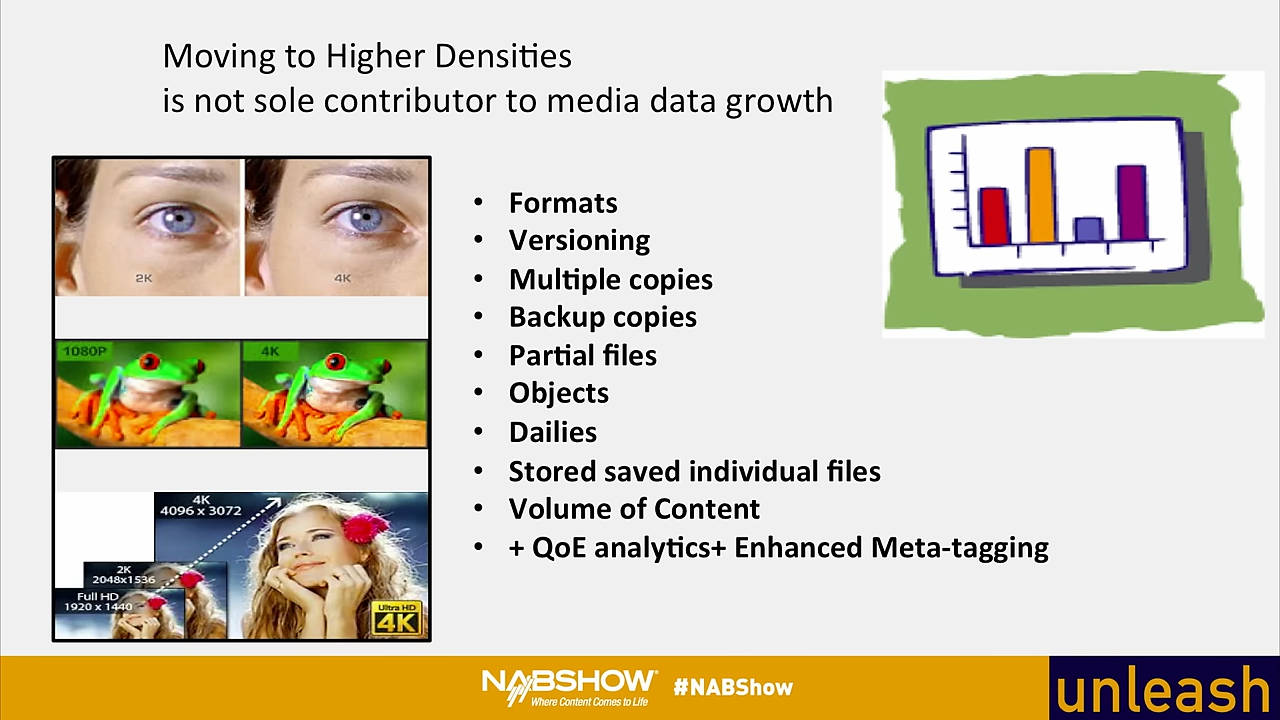 Moving to Higher Densities
is not sole contributor to media data growth
2K
4K
1080P
4K
4K
4096 x 3072
2K
2048x1536
Full HD
1920 x 1440
Ultra HD
4K
• Formats
• Versioning
• Multiple copies
• Backup copies
• Partial files
• Objects
• Dailies
• Stored saved individual files
• Volume of Content
• + QoE analytics+ Enhanced Meta-tagging
NABSHOW®
Where Content Comes to Life
#NABShow
unleash